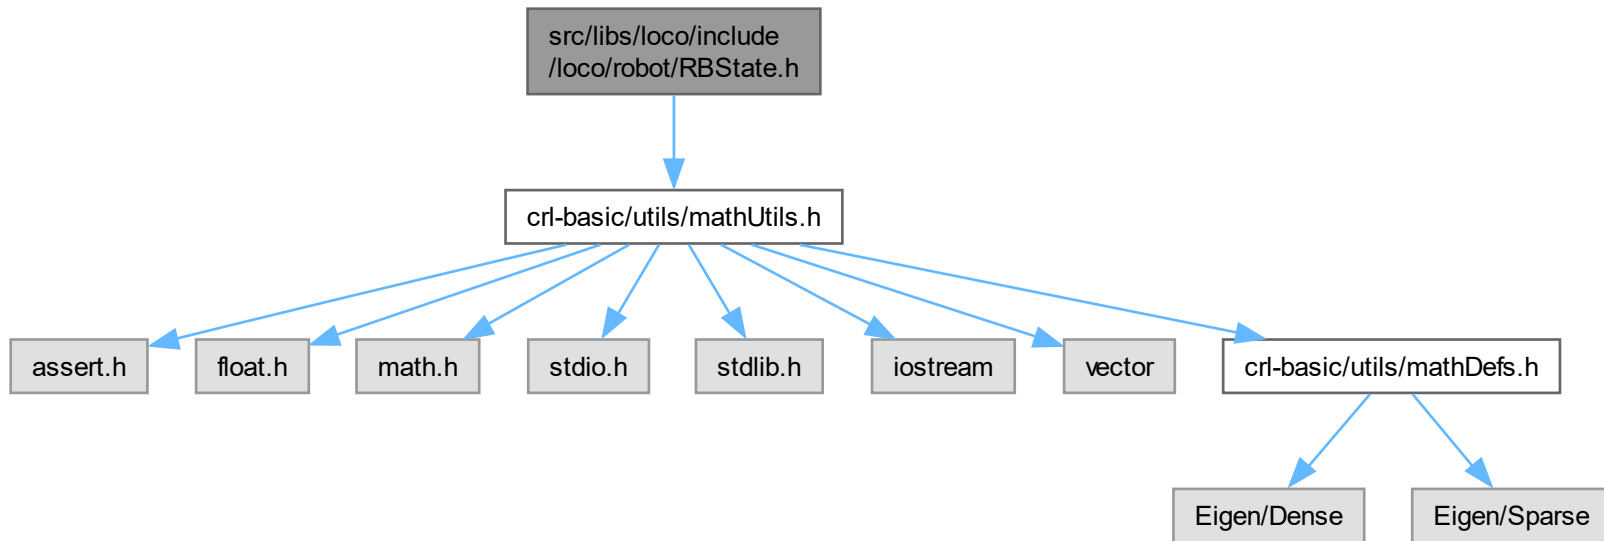 src/libs/loco/include
/loco/robot/RBState.h
crl-basic/utils/mathUtils.h
assert.h
float.h
math.h
stdio.h
stdlib.h
iostream
vector
crl-basic/utils/mathDefs.h
Eigen/Dense
Eigen/Sparse